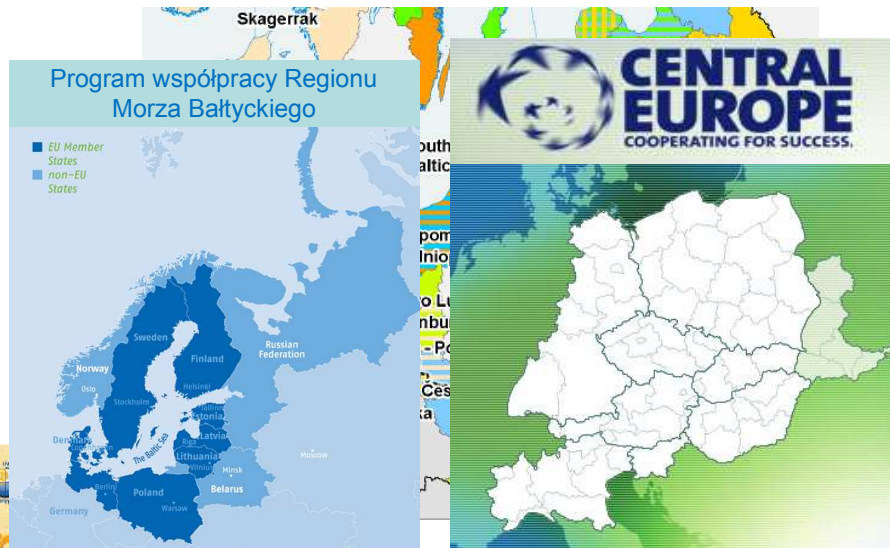 Skagerrak
Program współpracy Regionu
Morza Bałtyckiego
EU Member
States
non-EU
States
CENTRAL
EUROPE
COOPERATING FOR SUCCESS.
Sweden
Finland
Norway
Oslo
Russian
Federation
Helsinki
Stockholm
Tallinn
Estonia
Latvia
Riga
Denmark
The Baltic Sea
Lithuania
Vilnius
Moscow
Minsk
Belarus
Berlin
Poland
Warsaw
Germany